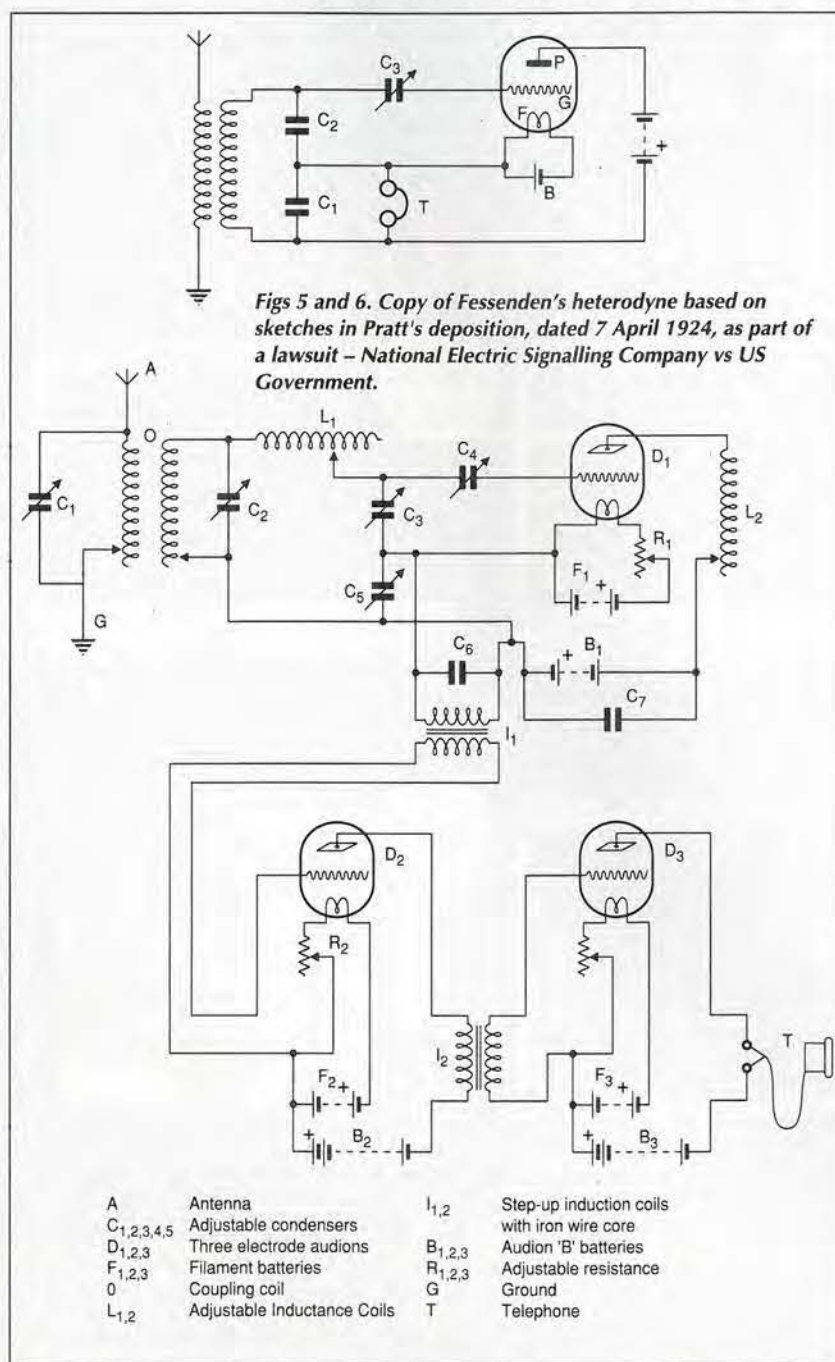 C3
P
G
F
C2
C1
T
B
+
Figs 5 and 6. Copy of Fessenden's heterodyne based on
sketches in Pratt's deposition, dated 7 April 1924, as part of
a lawsuit – National Electric Signalling Company vs US
Government.
A
O
L1
C4
D1
C1
C2
C3
L2
R1
F1 +
C5
G
C6
+ B1
C7
I1
D2
D3
R2
I2
T
F2 +
F3 +
+ B2
+ B3
A Antenna
C1,2,3,4,5 Adjustable condensers
D1,2,3 Three electrode audions
F1,2,3 Filament batteries
0 Coupling coil
L1,2 Adjustable Inductance Coils
I1,2 Step-up induction coils
with iron wire core
B1,2,3 Audion 'B' batteries
R1,2,3 Adjustable resistance
G Ground
T Telephone